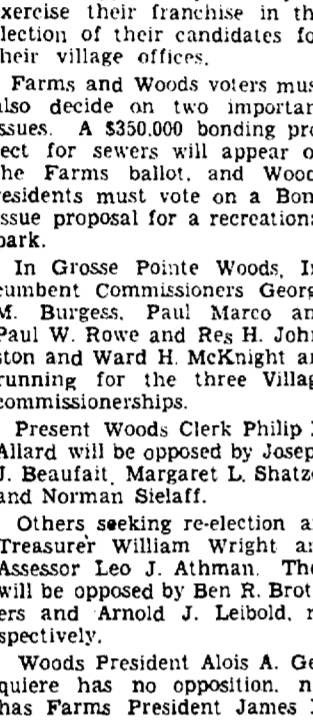 exercise their franchise in th
lection of their candidates fo
heir village offices.
Farms and Woods voters mus
also decide on two importan
ssues. A $350,000 bonding pro
ect for sewers will appear o
he Farms ballot, and Wood
residents must vote on a Bon
issue proposal for a recreationa
park.
In Grosse Pointe Woods, In
cumbent Commissioners Georg
M. Burgess, Paul Marco an
Paul W. Rowe and Res H. John
ston and Ward H. McKnight ar
running for the three Villag
commissionerships.
Present Woods Clerk Philip
Allard will be opposed by Josep
J. Beaufait, Margaret L. Shatze
and Norman Sielaff.
Others seeking re-election a
Treasurer William Wright an
Assessor Leo J. Athman. The
will be opposed by Ben R. Brot
ers and Arnold J. Leibold, r
spectively.
Woods President Alois A. Ge
quiere has no opposition, n
has Farms President James